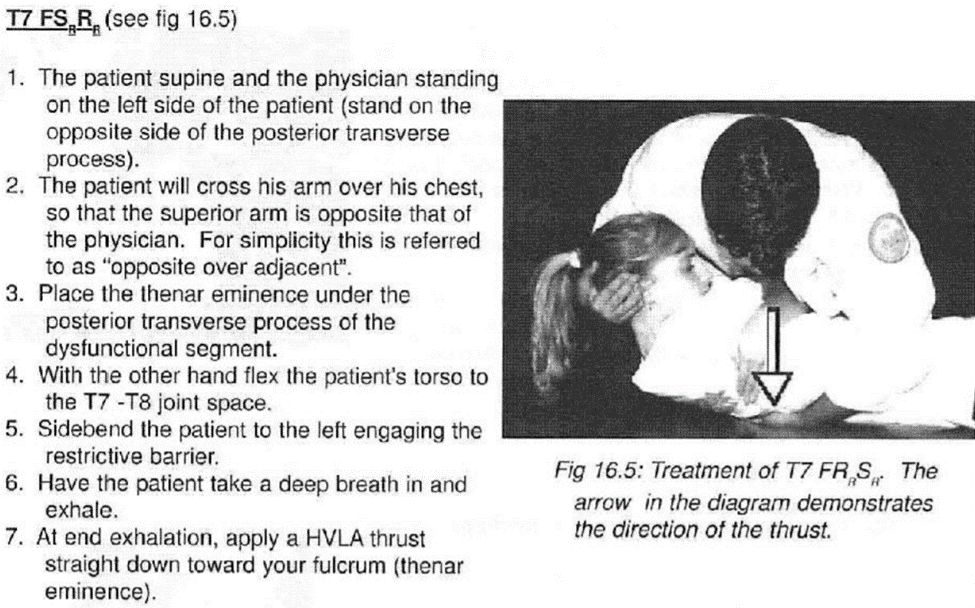 T7 FSRRR (see fig 16.5)
1. The patient supine and the physician standing
on the left side of the patient (stand on the
opposite side of the posterior transverse
process).
2. The patient will cross his arm over his chest,
so that the superior arm is opposite that of
the physician. For simplicity this is referred
to as "opposite over adjacent".
3. Place the thenar eminence under the
posterior transverse process of the
dysfunctional segment.
4. With the other hand flex the patient's torso to
the T7 -T8 joint space.
5. Sidebend the patient to the left engaging the
restrictive barrier.
6. Have the patient take a deep breath in and
exhale.
7. At end exhalation, apply a HVLA thrust
straight down toward your fulcrum (thenar
eminence).
Fig 16.5: Treatment of T7 FRRSR. The
arrow in the diagram demonstrates
the direction of the thrust.